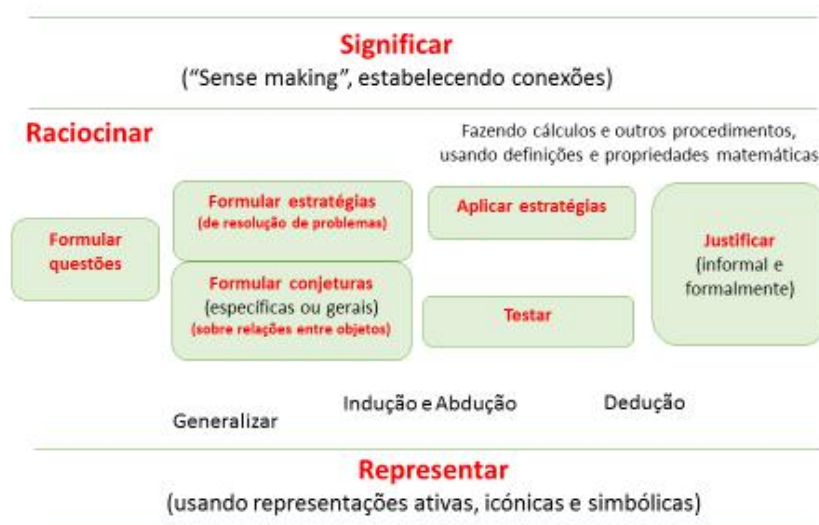 Significar
("Sense making", estabelecendo conexões)
Raciocinar
Fazendo cálculos e outros procedimentos,
usando definições e propriedades matemáticas
Formular
questões
Formular estratégias
(de resolução de problemas)
Formular conjeturas
(específicas ou gerais)
(sobre relações entre objetos)
Aplicar estratégias
Testar
Justificar
(informal e
formalmente)
Generalizar
Indução e Abdução
Dedução
Representar
(usando representações ativas, icónicas e simbólicas)